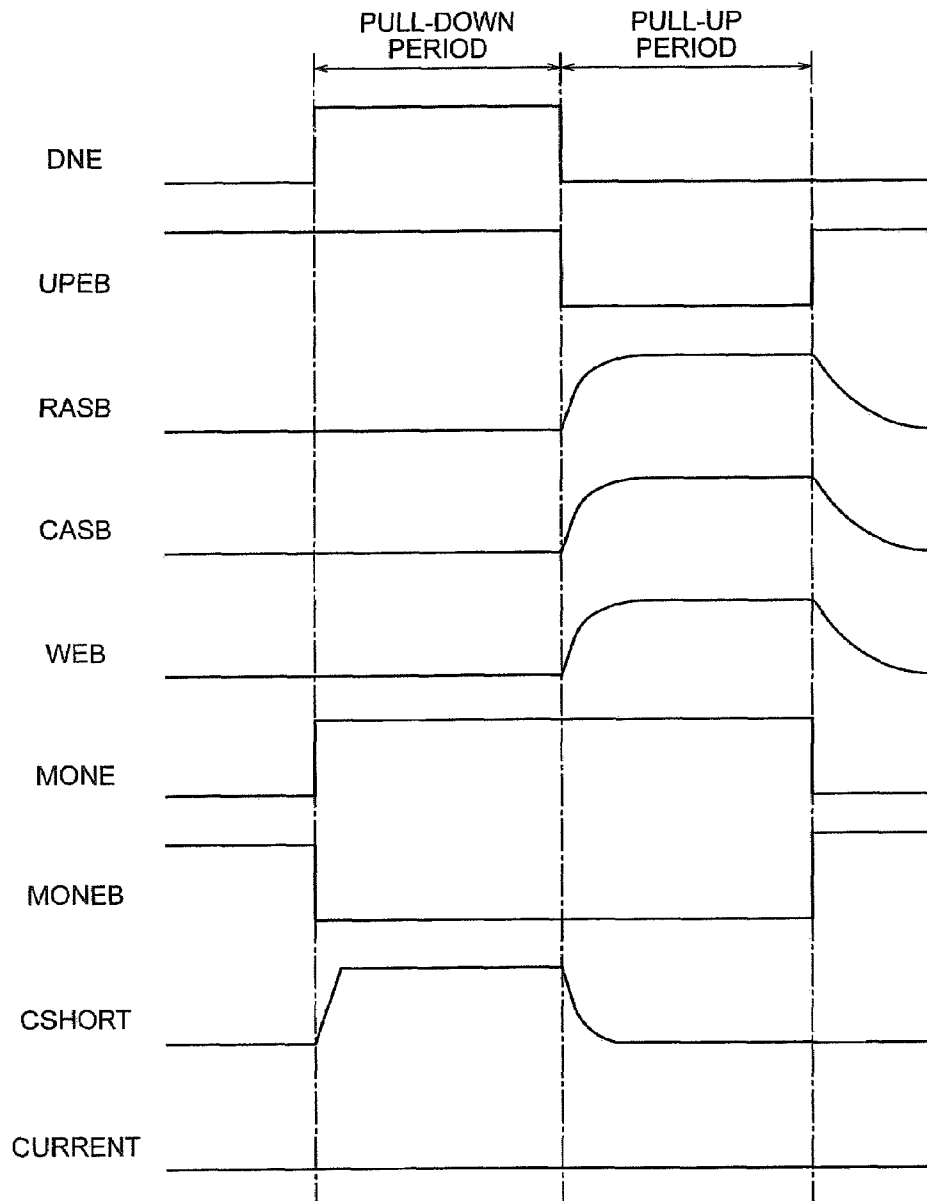 PULL-DOWN
PERIOD
PULL-UP
PERIOD
DNE
UPEB
RASB
CASB
WEB
MONE
MONEB
CSHORT
CURRENT